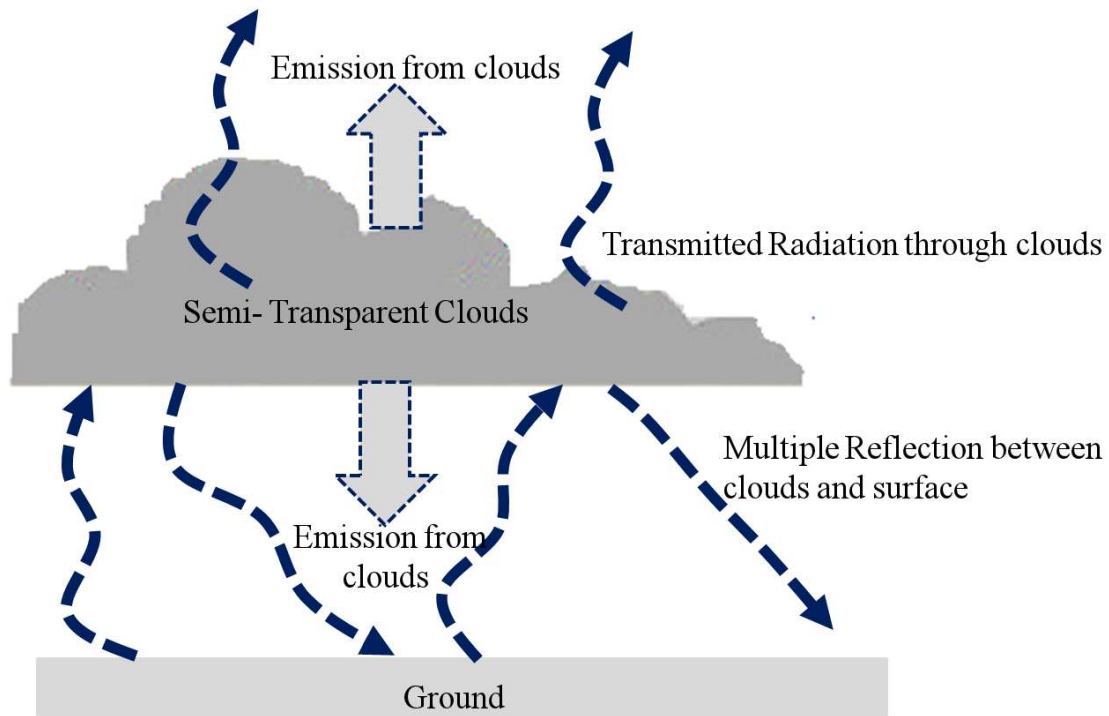 Emission from clouds
Transmitted Radiation through clouds
Semi- Transparent Clouds
Multiple Reflection between
clouds and surface
Emission from
clouds
Ground